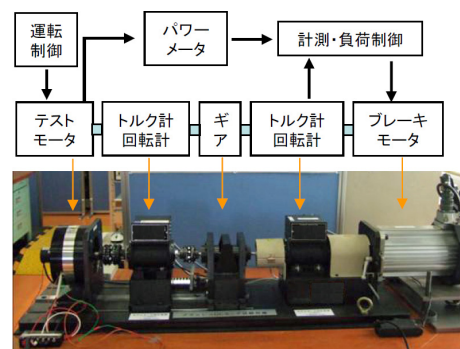 運転
制御
パワー
メータ
計測・負荷制御
テスト
モータ
トルク計
回転計
ギ
ア
トルク計
回転計
ブレーキ
モータ